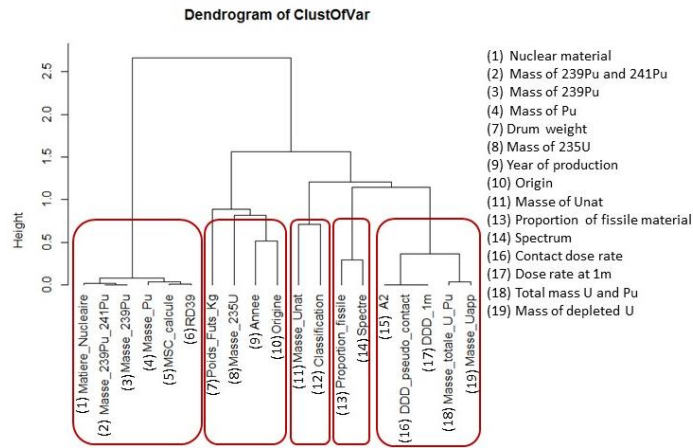 Dendrogram of ClustOfVar
Height
0.0
0.5
1.0
1.5
2.0
2.5
(1) Matiere_Nucleaire
(2) Masse_239Pu_241Pu
(3) Masse_239Pu
(4) Masse_Pu
(5) MSC_calcule
(6) RD39
(7) Poids_Futs_Kg
(8) Masse_235U
(9) Annee
(10) Origine
(11) Masse_Unat
(12) Classification
(13) Proportion_fissile
(14) Spectre
(15) A2
(16) DDD_pseudo_contact
(17) DDD_1m
(18) Masse_totale_U_Pu
(19) Masse_Uapp
(1) Nuclear material
(2) Mass of 239Pu and 241Pu
(3) Mass of 239Pu
(4) Mass of Pu
(7) Drum weight
(8) Mass of 235U
(9) Year of production
(10) Origin
(11) Masse of Unat
(13) Proportion of fissile material
(14) Spectrum
(16) Contact dose rate
(17) Dose rate at 1m
(18) Total mass U and Pu
(19) Mass of depleted U